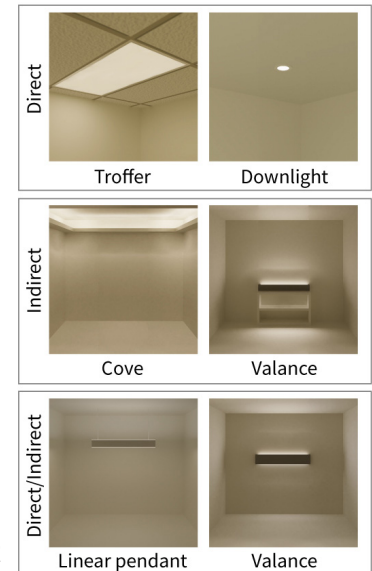 Direct
Troffer
Downlight
Indirect
Cove
Valance
Direct/Indirect
Linear pendant
Valance